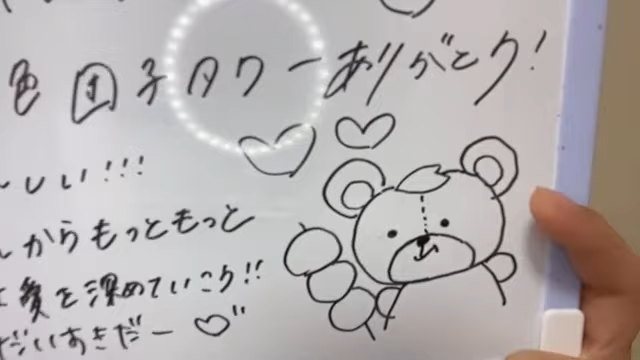 色団子タワーありがとう!
しい!!!
からもっともっと
愛を深めていこう!!
だいすきだー♡